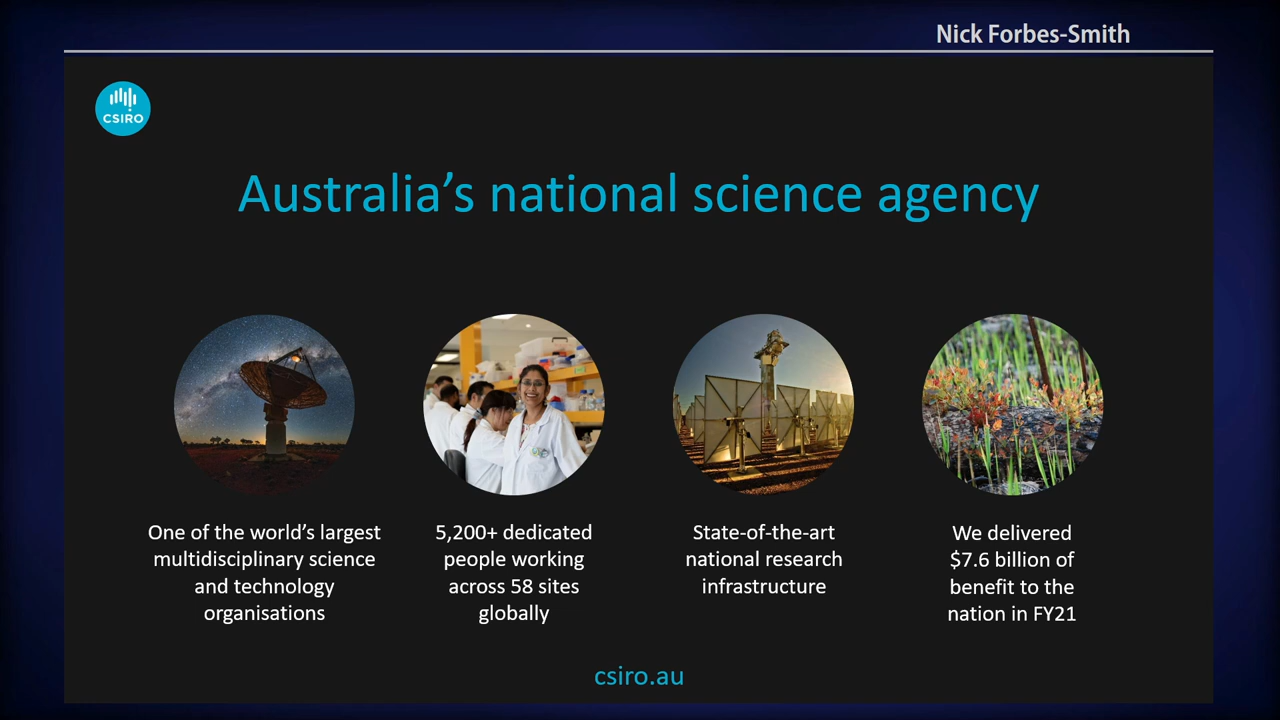 Nick Forbes-Smith
CSIRO
Australia's national science agency
One of the world's largest
multidisciplinary science
and technology
organisations
5,200+ dedicated
people working
across 58 sites
globally
State-of-the-art
national research
infrastructure
We delivered
$7.6 billion of
benefit to the
nation in FY21
csiro.au